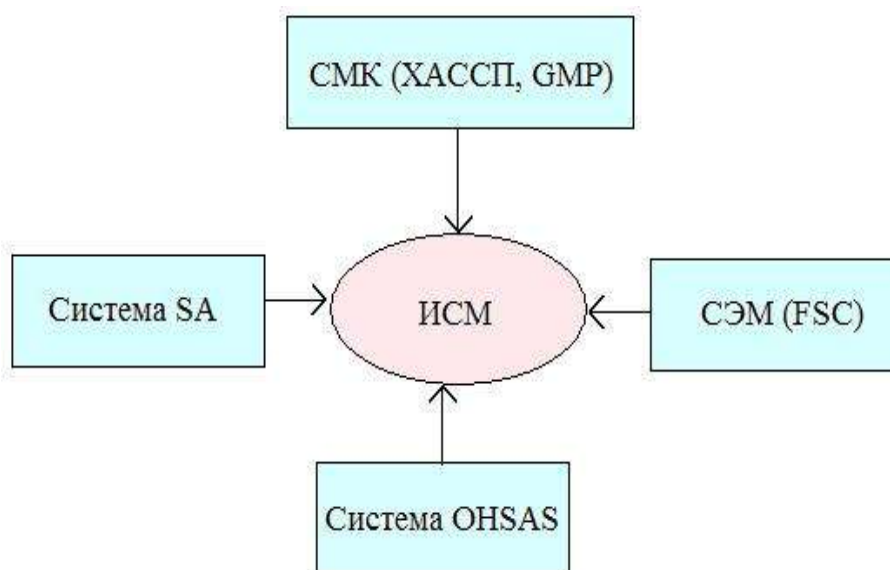 СМК (ХАССП, GMP)
Система SA
ИСМ
СЭМ (FSC)
Система OHSAS